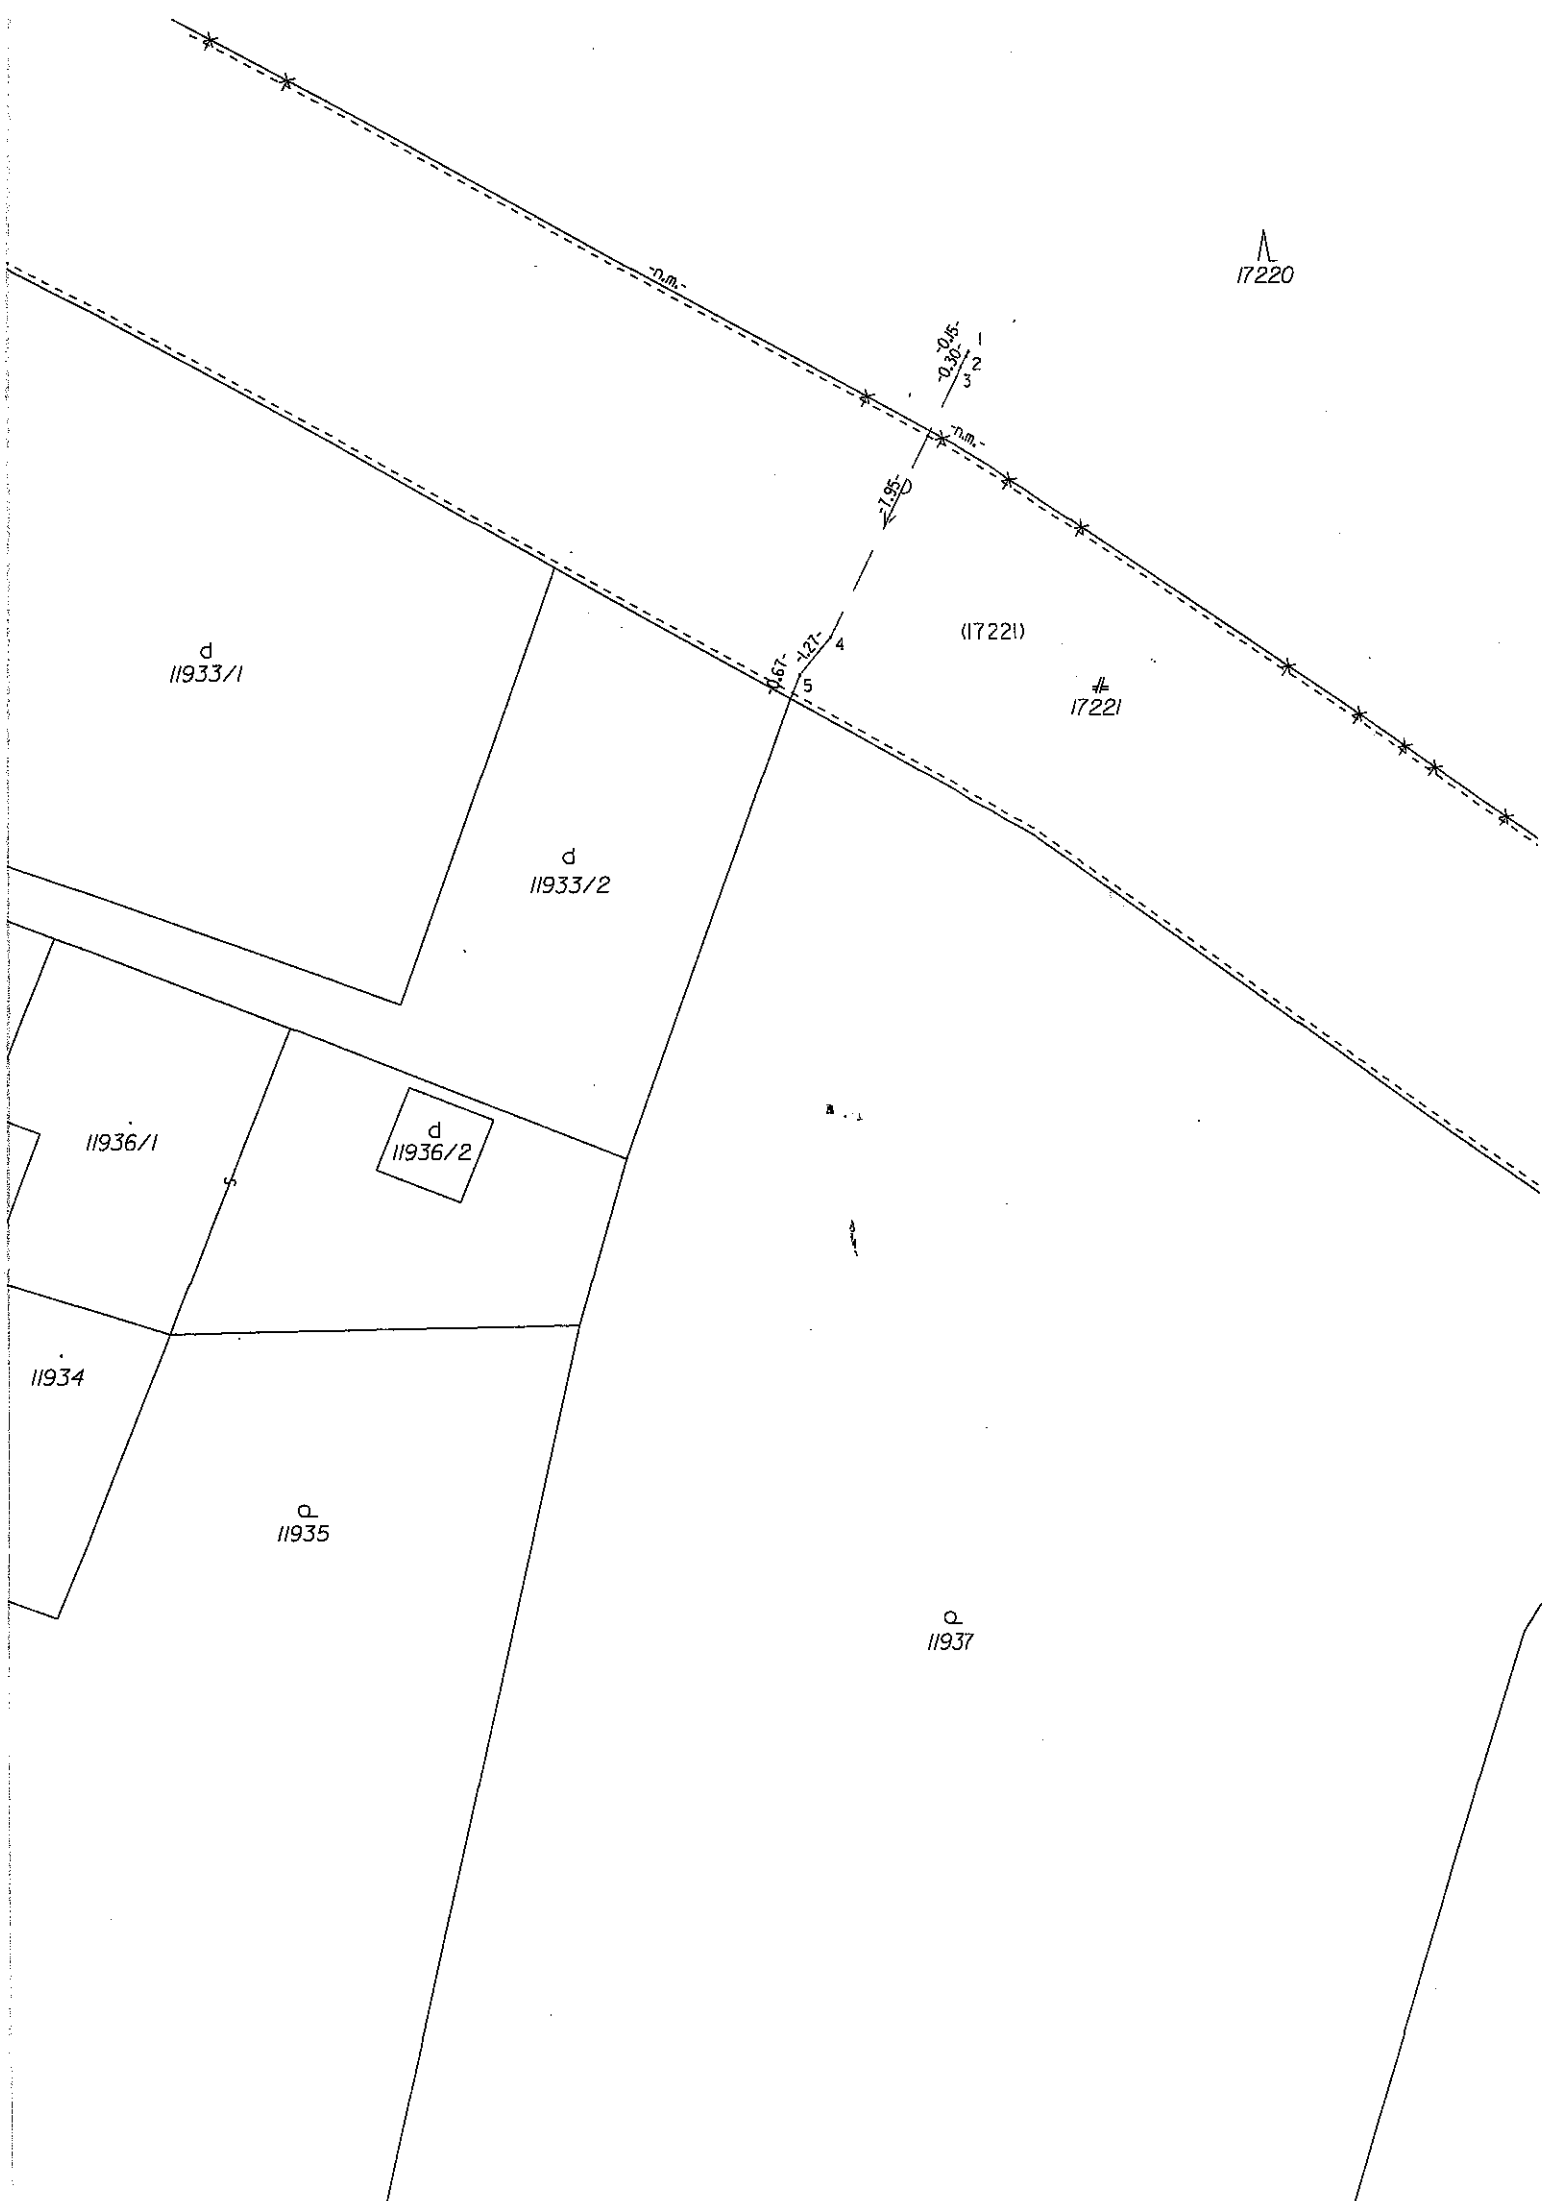 -n.m.-
17220
-0.15-
1
-0.30-
2
3
-n.m.-
-7.95-
(17221)
-1.27-
4
-0.67-
5
17221
d
11933/1
d
11933/2
11936/1
d
11936/2
s
11934
p
11935
p
11937